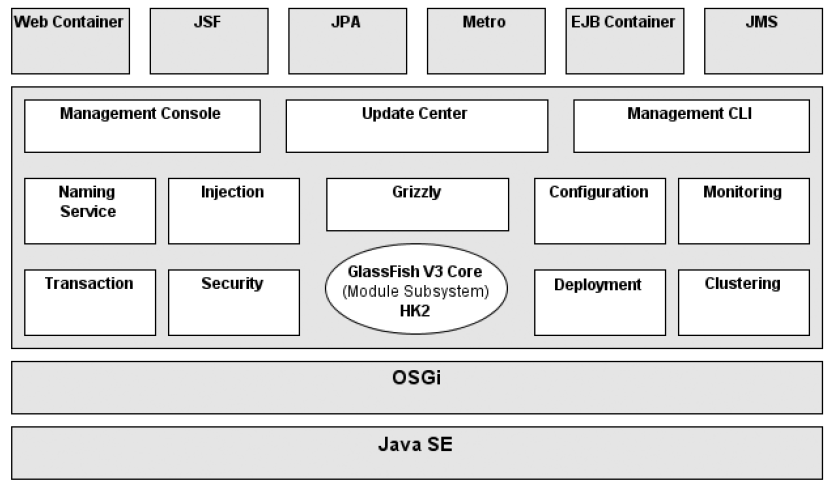 Web Container
JSF
JPA
Metro
EJB Container
JMS
Management Console
Update Center
Management CLI
Naming
Service
Injection
Grizzly
Configuration
Monitoring
Transaction
Security
GlassFish V3 Core
(Module Subsystem)
HK2
Deployment
Clustering
OSGi
Java SE